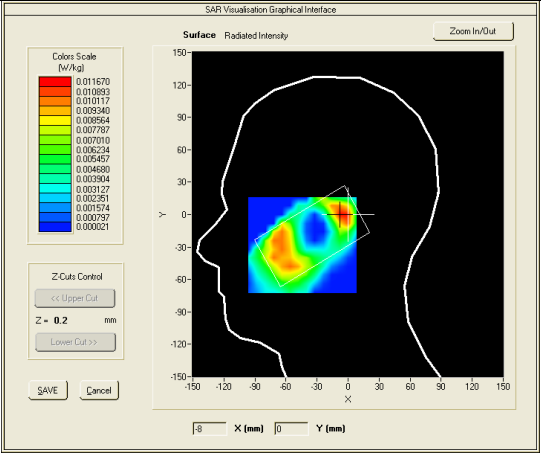 SAR Visualisation Graphical Interface
Surface Radiated Intensity
Zoom In/Out
Colors Scale
(W/kg)
0.011670
0.010893
0.010117
0.009340
0.008564
0.007787
0.007010
0.006234
0.005457
0.004680
0.003904
0.003127
0.002351
0.001574
0.000797
0.000021
Z-Cuts Control
<< Upper Cut
Z = 0.2 mm
Lower Cut >>
SAVE Cancel
150-
120-
90-
60-
30-
0-
-30-
-60-
-90-
-120-
-150-
Y
-150 -120 -90 -60 -30 0 30 60 90 120 150
X
-8 X (mm) 0 Y (mm)